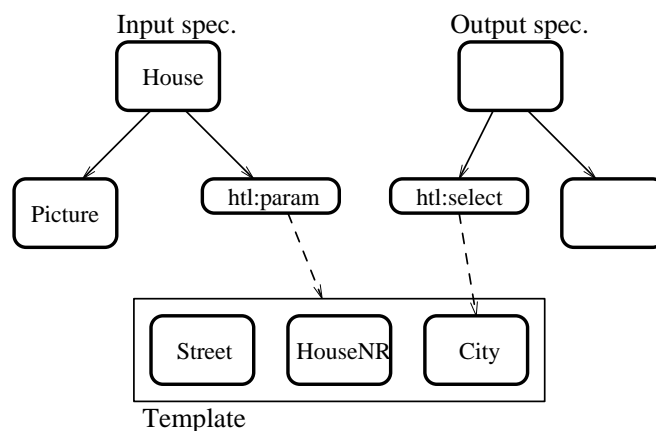 Input spec.
Output spec.
House
Picture
htl:param
htl:select
Street
HouseNR
City
Template